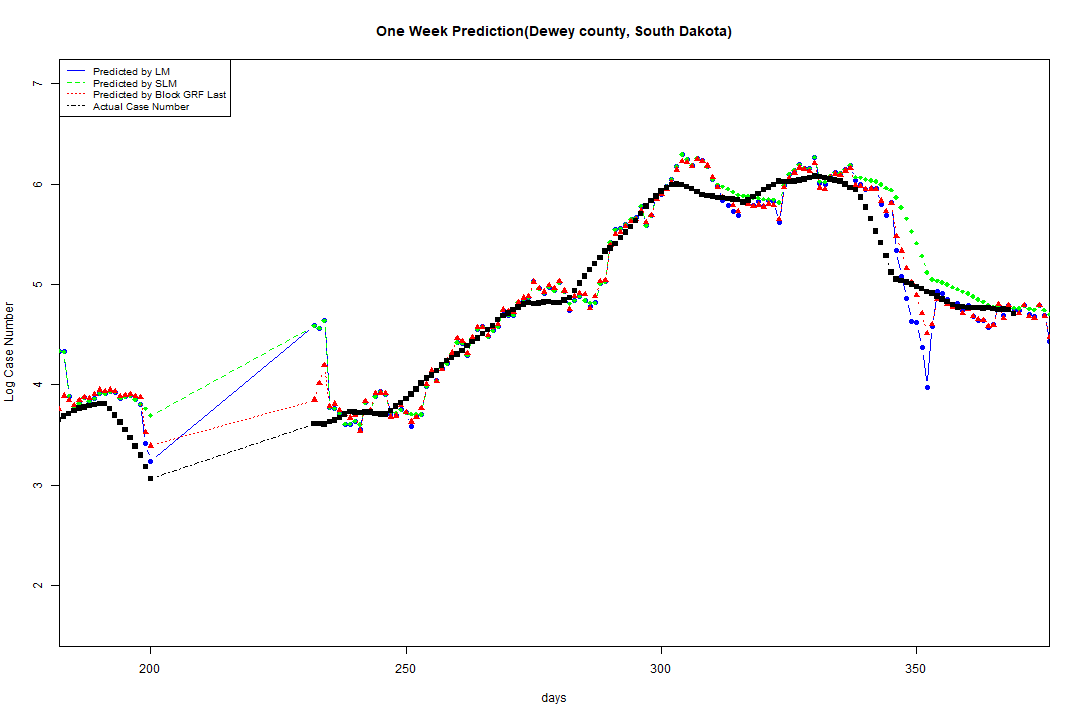 One Week Prediction(Dewey county, South Dakota)
Predicted by LM
Predicted by SLM
Predicted by Block GRF Last
Actual Case Number
7
6
5
4
3
2
Log Case Number
200
250
300
350
days